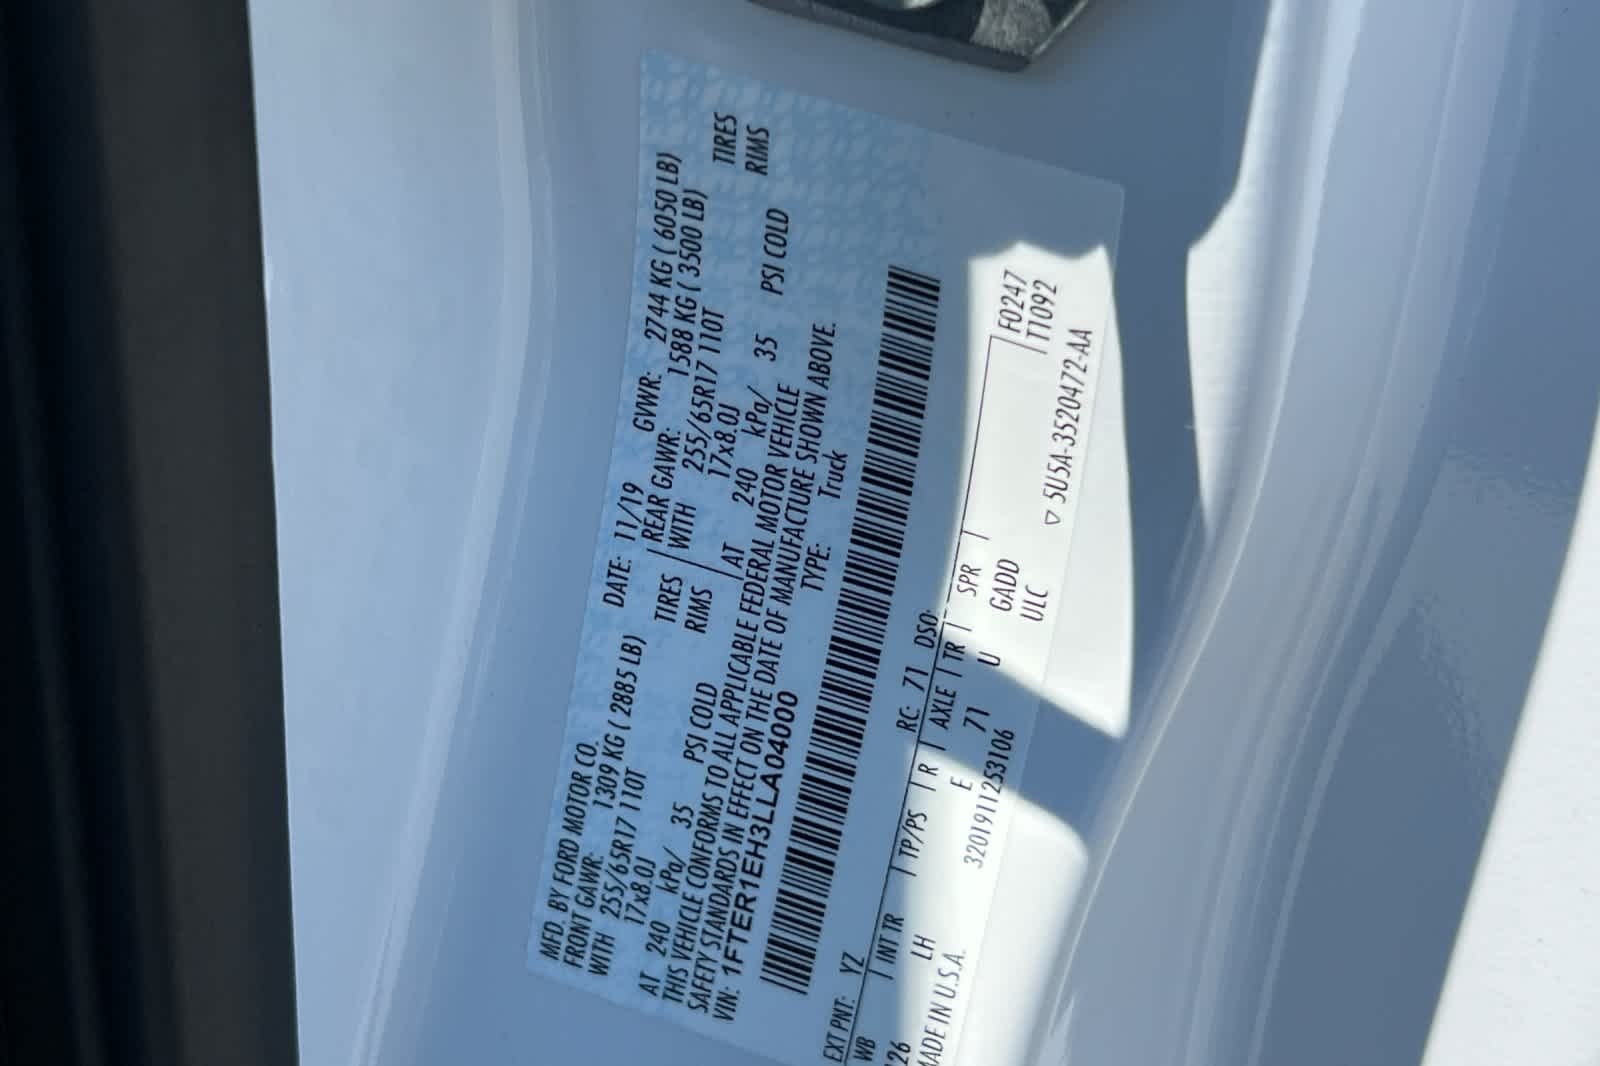 MFD. BY FORD MOTOR CO. DATE: 11/19 GVWR: 2744 KG ( 6050 LB)
FRONT GAWR: 1309 KG ( 2885 LB) REAR GAWR: 1588 KG ( 3500 LB)
WITH 255/65R17 110T TIRES WITH 255/65R17 110T TIRES
17x8.0J RIMS 17x8.0J RIMS
AT 240 kPa/ 35 PSI COLD AT 240 kPa/ 35 PSI COLD
THIS VEHICLE CONFORMS TO ALL APPLICABLE FEDERAL MOTOR VEHICLE
SAFETY STANDARDS IN EFFECT ON THE DATE OF MANUFACTURE SHOWN ABOVE.
VIN: 1FTER1EH3LLA04000 TYPE: Truck
EXT PNT: YZ RC: 71 DSO:
WB INT TR TP/PS R AXLE TR SPR F0247
126 LH E 71 U GADD T1092
3201911253106 ULC
MADE IN U.S.A. ▽ 5U5A-3520472-AA